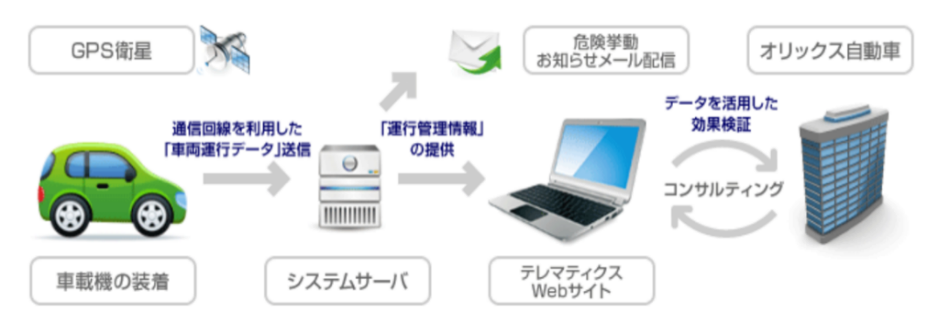 GPS衛星
危険挙動
お知らせメール配信
オリックス自動車
通信回線を利用した
「車両運行データ」送信
「運行管理情報」
の提供
データを活用した
効果検証
コンサルティング
車載機の装着
システムサーバ
テレマティクス
Webサイト